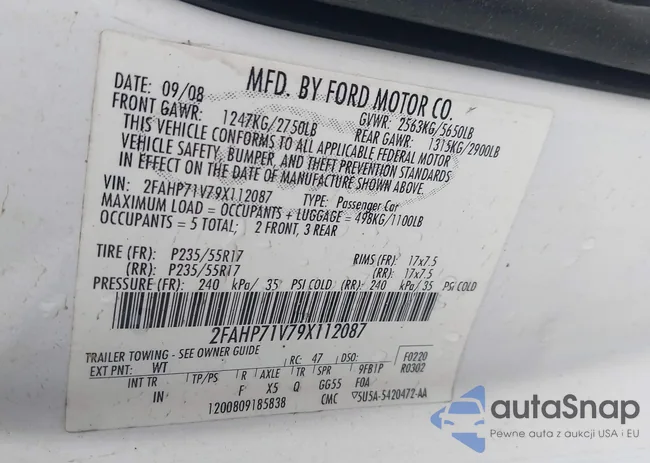 MFD. BY FORD MOTOR CO.
DATE: 09/08
GVWR: 2563KG/5650LB
FRONT GAWR: 1247KG/2750LB
REAR GAWR: 1315KG/2900LB
THIS VEHICLE CONFORMS TO ALL APPLICABLE FEDERAL MOTOR
VEHICLE SAFETY, BUMPER, AND THEFT PREVENTION STANDARDS
IN EFFECT ON THE DATE OF MANUFACTURE SHOWN ABOVE.
VIN: 2FAHP71V79X112087 TYPE: Passenger Car
MAXIMUM LOAD = OCCUPANTS + LUGGAGE = 498KG/1100LB
OCCUPANTS = 5 TOTAL; 2 FRONT, 3 REAR
TIRE (FR): P235/55R17 RIMS (FR): 17x7.5
(RR): P235/55R17 (RR): 17x7.5
PRESSURE (FR): 240 kPa/ 35 PSI COLD (RR): 240 kPa/ 35 PSI COLD
2FAHP71V79X112087
TRAILER TOWING - SEE OWNER GUIDE
EXT PNT: WT RC: 47 DSO: F0220
R0302
INT TR TP/PS R AXLE TR SPR 9FB1P
IN F X5 Q GG55 FOA
1200809185838 CMC ▽5U5A-5420472-AA
autaSnap
Pewne auta z aukcji USA i EU